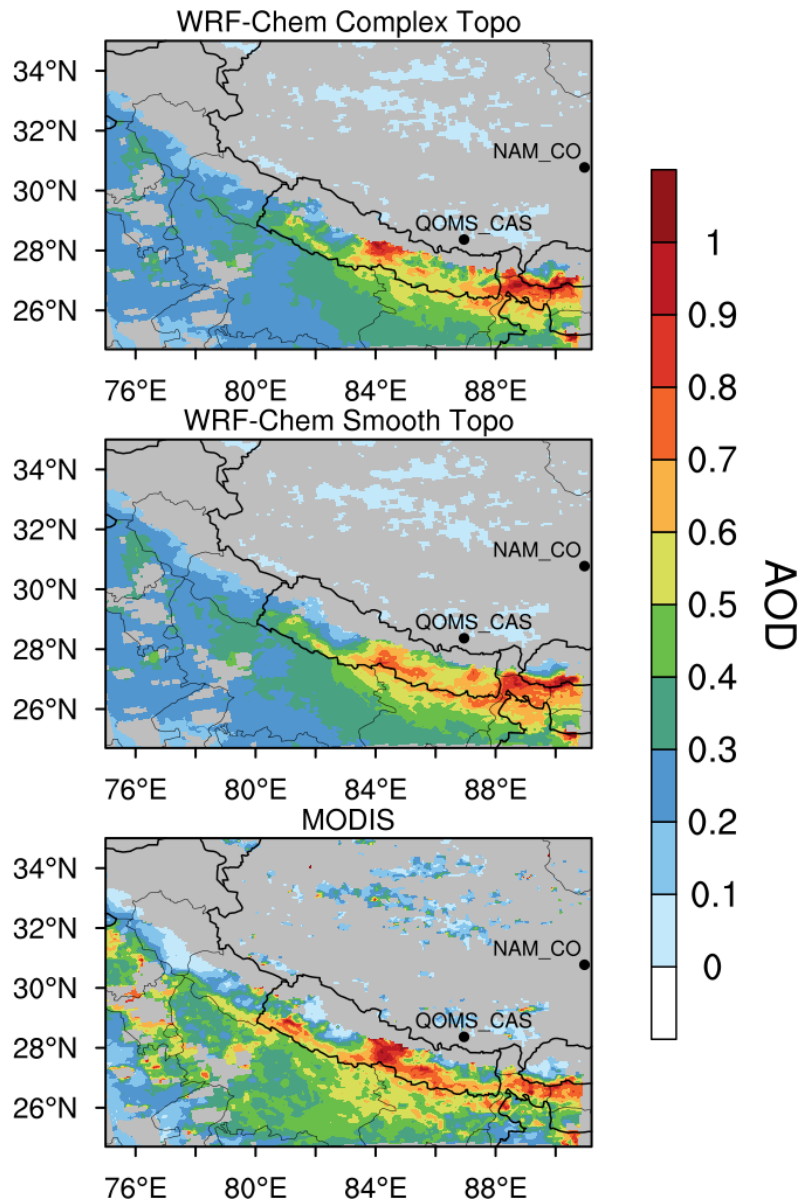 WRF-Chem Complex Topo
34°N
32°N
30°N
28°N
26°N
NAM_CO
QOMS_CAS
76°E 80°E 84°E 88°E
WRF-Chem Smooth Topo
34°N
32°N
30°N
28°N
26°N
NAM_CO
QOMS_CAS
76°E 80°E 84°E 88°E
MODIS
34°N
32°N
30°N
28°N
26°N
NAM_CO
QOMS_CAS
76°E 80°E 84°E 88°E
1
0.9
0.8
0.7
0.6
0.5
0.4
0.3
0.2
0.1
0
AOD